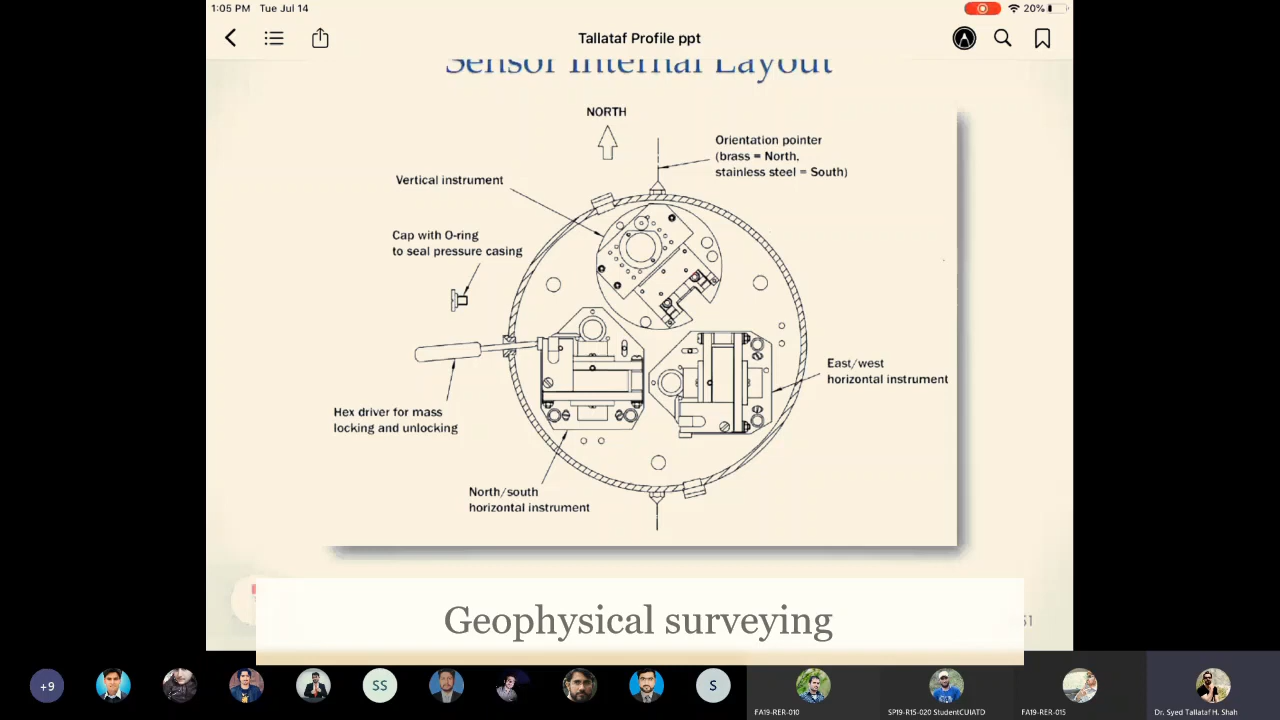 1:05 PM Tue Jul 14
20%
Tallataf Profile ppt
Sensor Internal Layout
NORTH
Orientation pointer
(brass = North,
stainless steel = South)
Vertical instrument
Cap with O-ring
to seal pressure casing
East/west
horizontal instrument
Hex driver for mass
locking and unlocking
North/south
horizontal instrument
Geophysical surveying
51
+9
SS
S
FA19-RER-010
SP19-R15-020 StudentCUIATD
FA19-RER-015
Dr. Syed Tallataf H. Shah